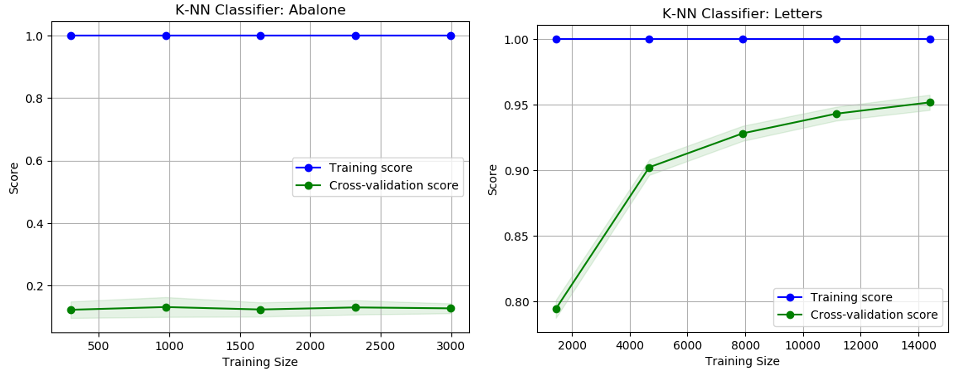 K-NN Classifier: Abalone
1.0
0.8
0.6
0.4
0.2
Score
Training score
Cross-validation score
500
1000
1500
2000
2500
3000
Training Size
K-NN Classifier: Letters
1.00
0.95
0.90
0.85
0.80
Score
Training score
Cross-validation score
2000
4000
6000
8000
10000
12000
14000
Training Size